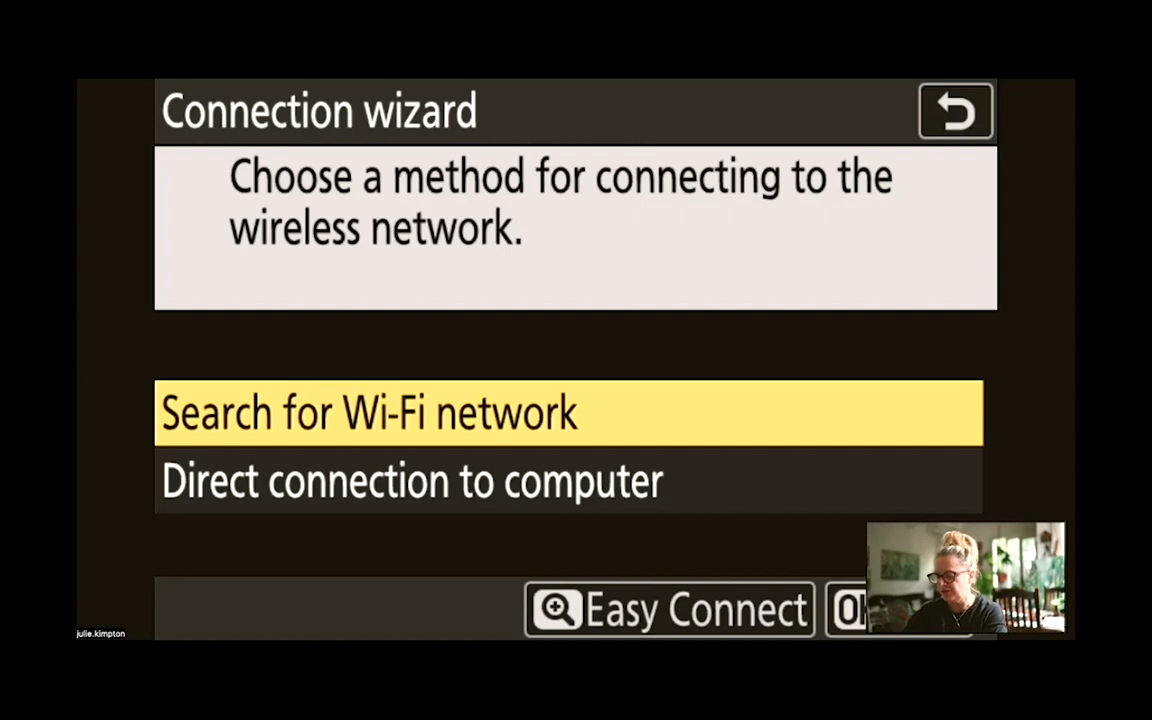 Connection wizard
Choose a method for connecting to the
wireless network.
Search for Wi-Fi network
Direct connection to computer
Easy Connect
julie.kimpton